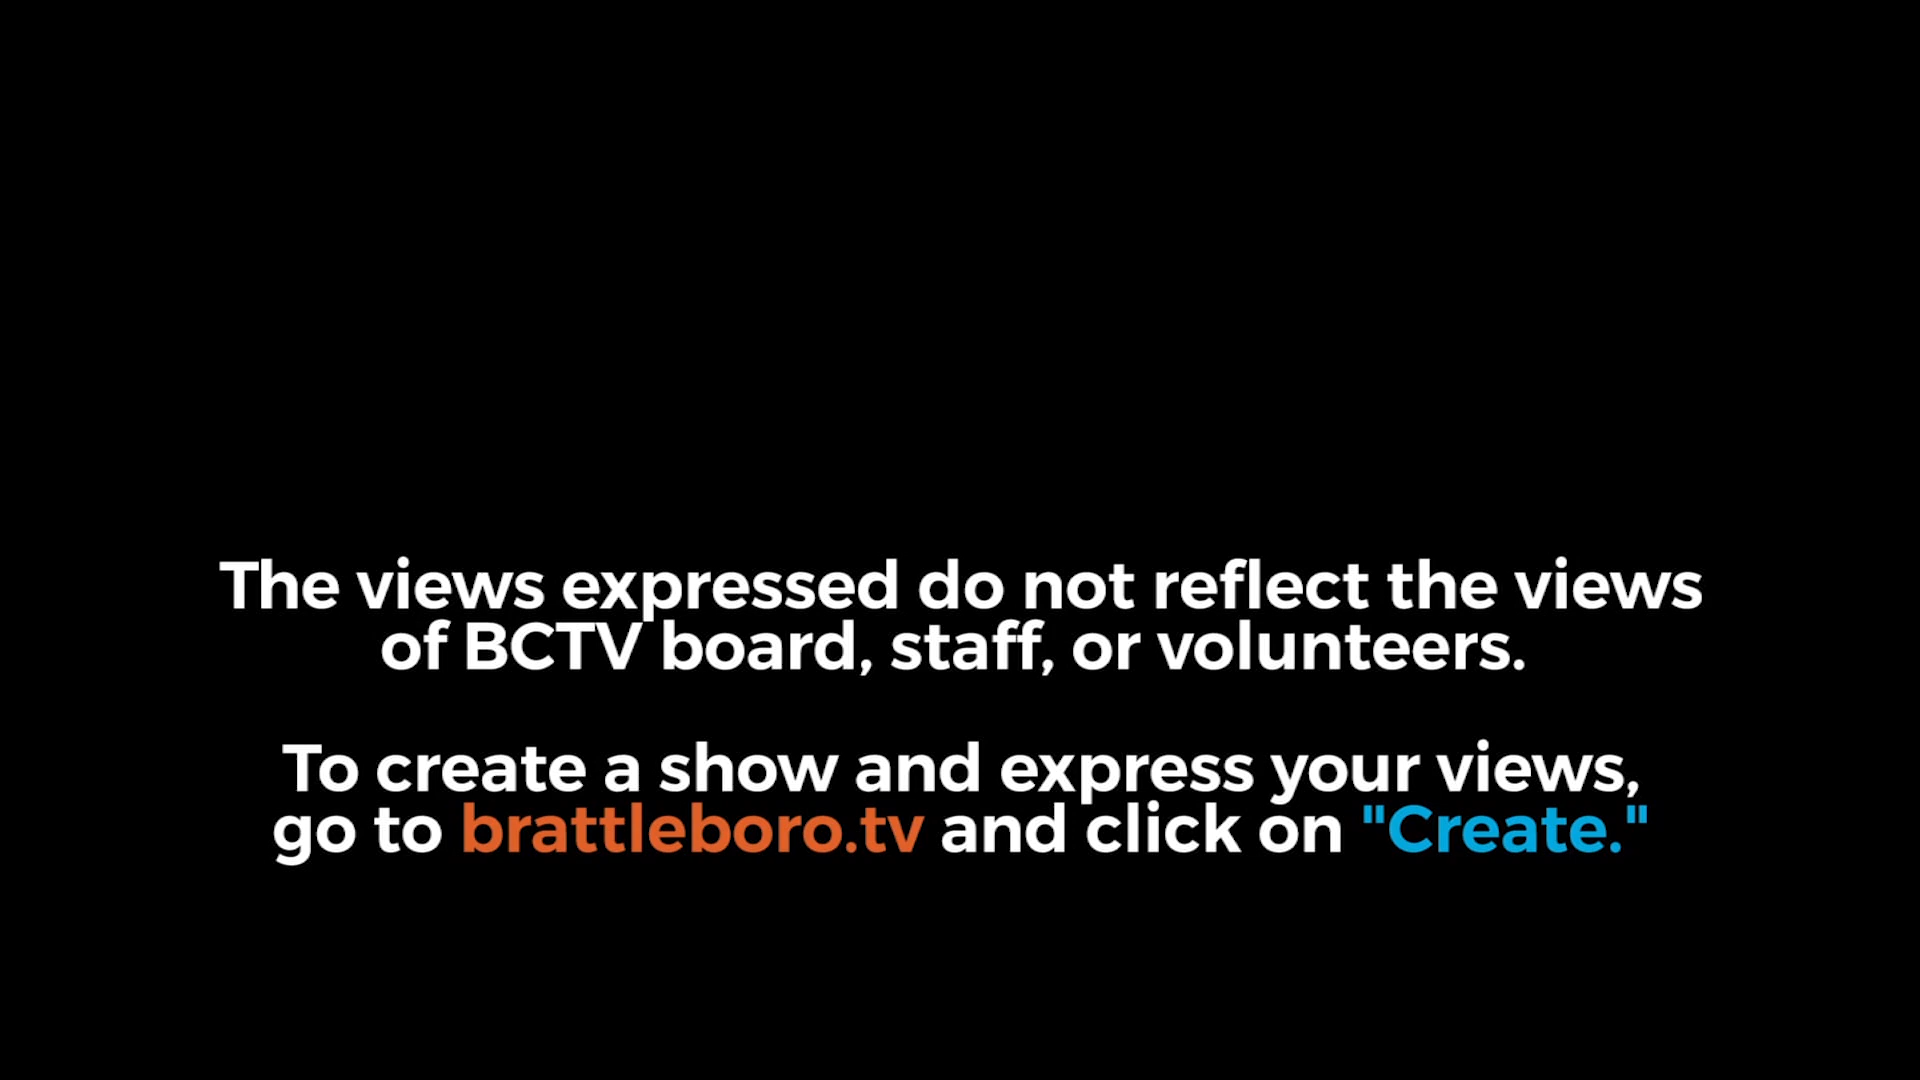 The views expressed do not reflect the views
of BCTV board, staff, or volunteers.
To create a show and express your views,
go to brattleboro.tv and click on "Create."